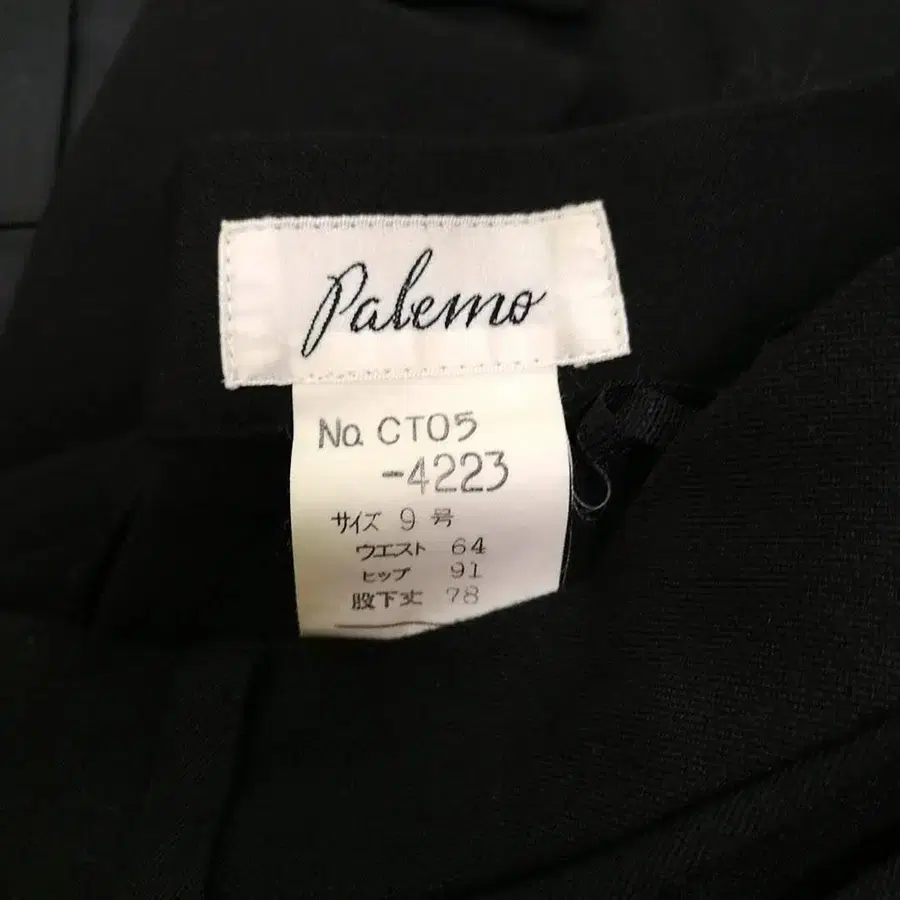 Palemo
No. CT05
-4223
サイズ 9 号
ウエスト 64
ヒップ 91
股下丈 78